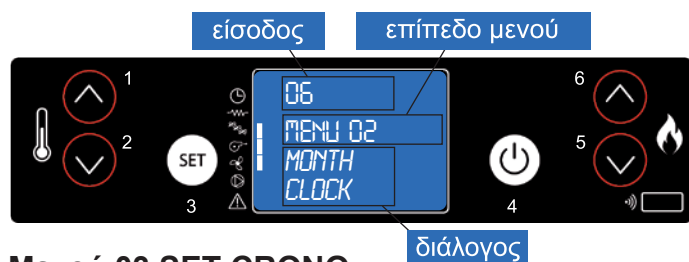 είσοδος
επίπεδο μενού
1
2
SET
3
06
MENU 02
MONTH
CLOCK
4
6
5
διάλογος